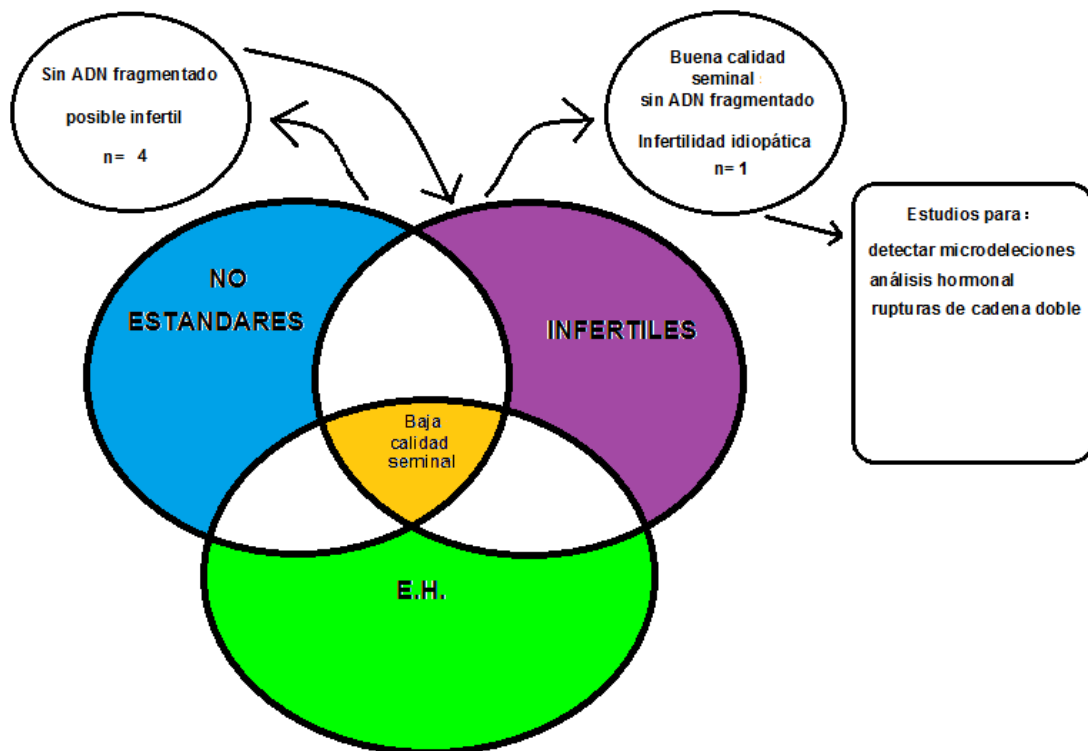 Sin ADN fragmentado
posible infertil
n= 4
Buena calidad
seminal :
sin ADN fragmentado
Infertilidad idiopática
n= 1
Estudios para:
detectar microdeleciones
análisis hormonal
rupturas de cadena doble
NO
ESTANDARES
INFERTILES
Baja
calidad
seminal
E.H.